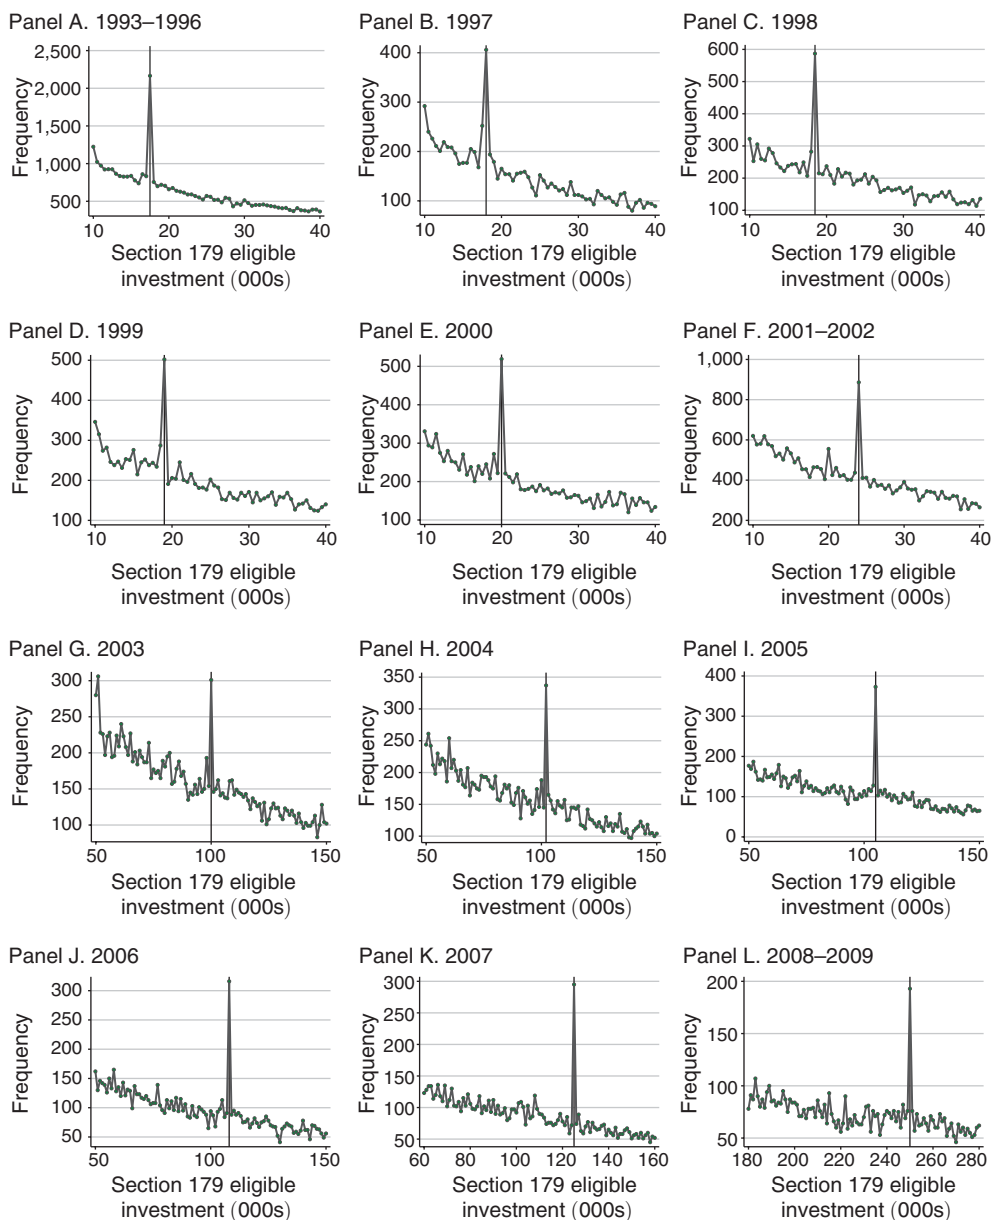 Panel A. 1993–1996
Frequency
2,500
2,000
1,500
1,000
500
10 20 30 40
Section 179 eligible
investment (000s)
Panel B. 1997
Frequency
400
300
200
100
10 20 30 40
Section 179 eligible
investment (000s)
Panel C. 1998
Frequency
600
500
400
300
200
100
10 20 30 40
Section 179 eligible
investment (000s)
Panel D. 1999
Frequency
500
400
300
200
100
10 20 30 40
Section 179 eligible
investment (000s)
Panel E. 2000
Frequency
500
400
300
200
100
10 20 30 40
Section 179 eligible
investment (000s)
Panel F. 2001–2002
Frequency
1,000
800
600
400
200
10 20 30 40
Section 179 eligible
investment (000s)
Panel G. 2003
Frequency
300
250
200
150
100
50 100 150
Section 179 eligible
investment (000s)
Panel H. 2004
Frequency
350
300
250
200
150
100
50 100 150
Section 179 eligible
investment (000s)
Panel I. 2005
Frequency
400
300
200
100
0
50 100 150
Section 179 eligible
investment (000s)
Panel J. 2006
Frequency
300
250
200
150
100
50
50 100 150
Section 179 eligible
investment (000s)
Panel K. 2007
Frequency
300
250
200
150
100
50
60 80 100 120 140 160
Section 179 eligible
investment (000s)
Panel L. 2008–2009
Frequency
200
150
100
50
180 200 220 240 260 280
Section 179 eligible
investment (000s)